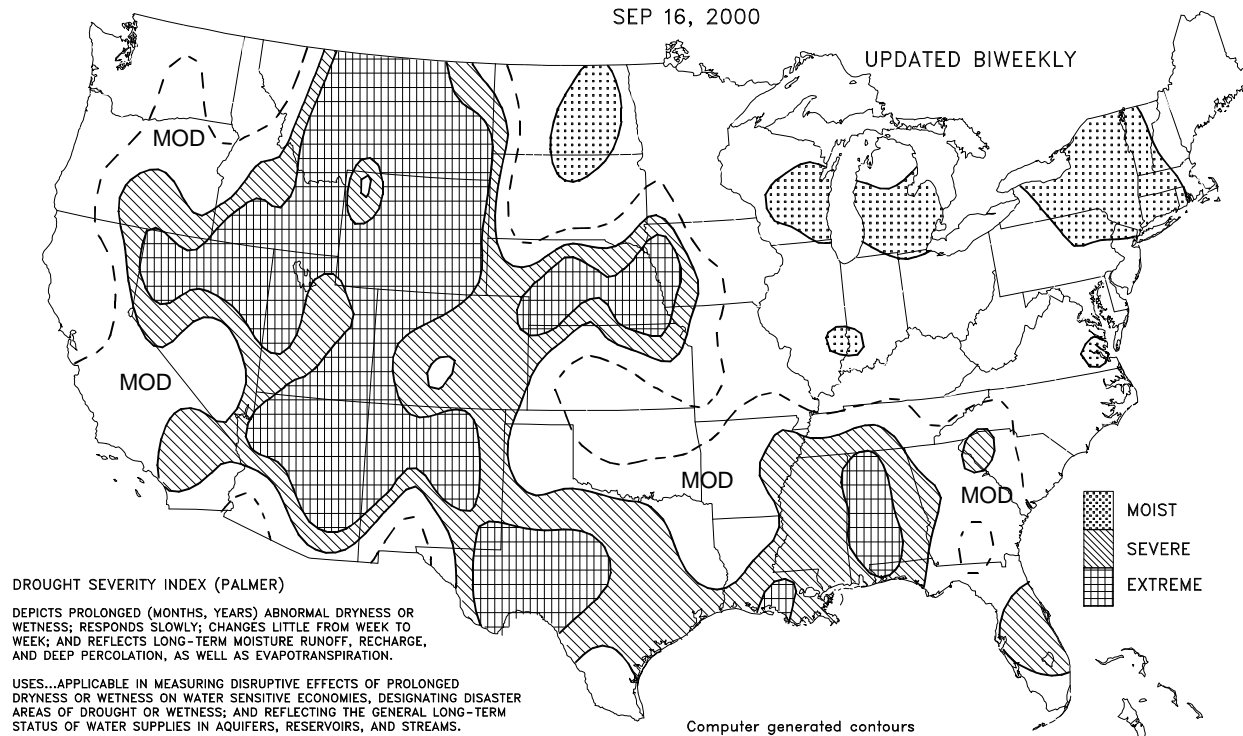 SEP 16, 2000
UPDATED BIWEEKLY
MOD
MOD
MOD
MOD
MOIST
SEVERE
EXTREME
DROUGHT SEVERITY INDEX (PALMER)
DEPICTS PROLONGED (MONTHS, YEARS) ABNORMAL DRYNESS OR
WETNESS; RESPONDS SLOWLY; CHANGES LITTLE FROM WEEK TO
WEEK; AND REFLECTS LONG-TERM MOISTURE RUNOFF, RECHARGE,
AND DEEP PERCOLATION, AS WELL AS EVAPOTRANSPIRATION.
USES...APPLICABLE IN MEASURING DISRUPTIVE EFFECTS OF PROLONGED
DRYNESS OR WETNESS ON WATER SENSITIVE ECONOMIES, DESIGNATING DISASTER
AREAS OF DROUGHT OR WETNESS; AND REFLECTING THE GENERAL LONG-TERM
STATUS OF WATER SUPPLIES IN AQUIFERS, RESERVOIRS, AND STREAMS.
Computer generated contours